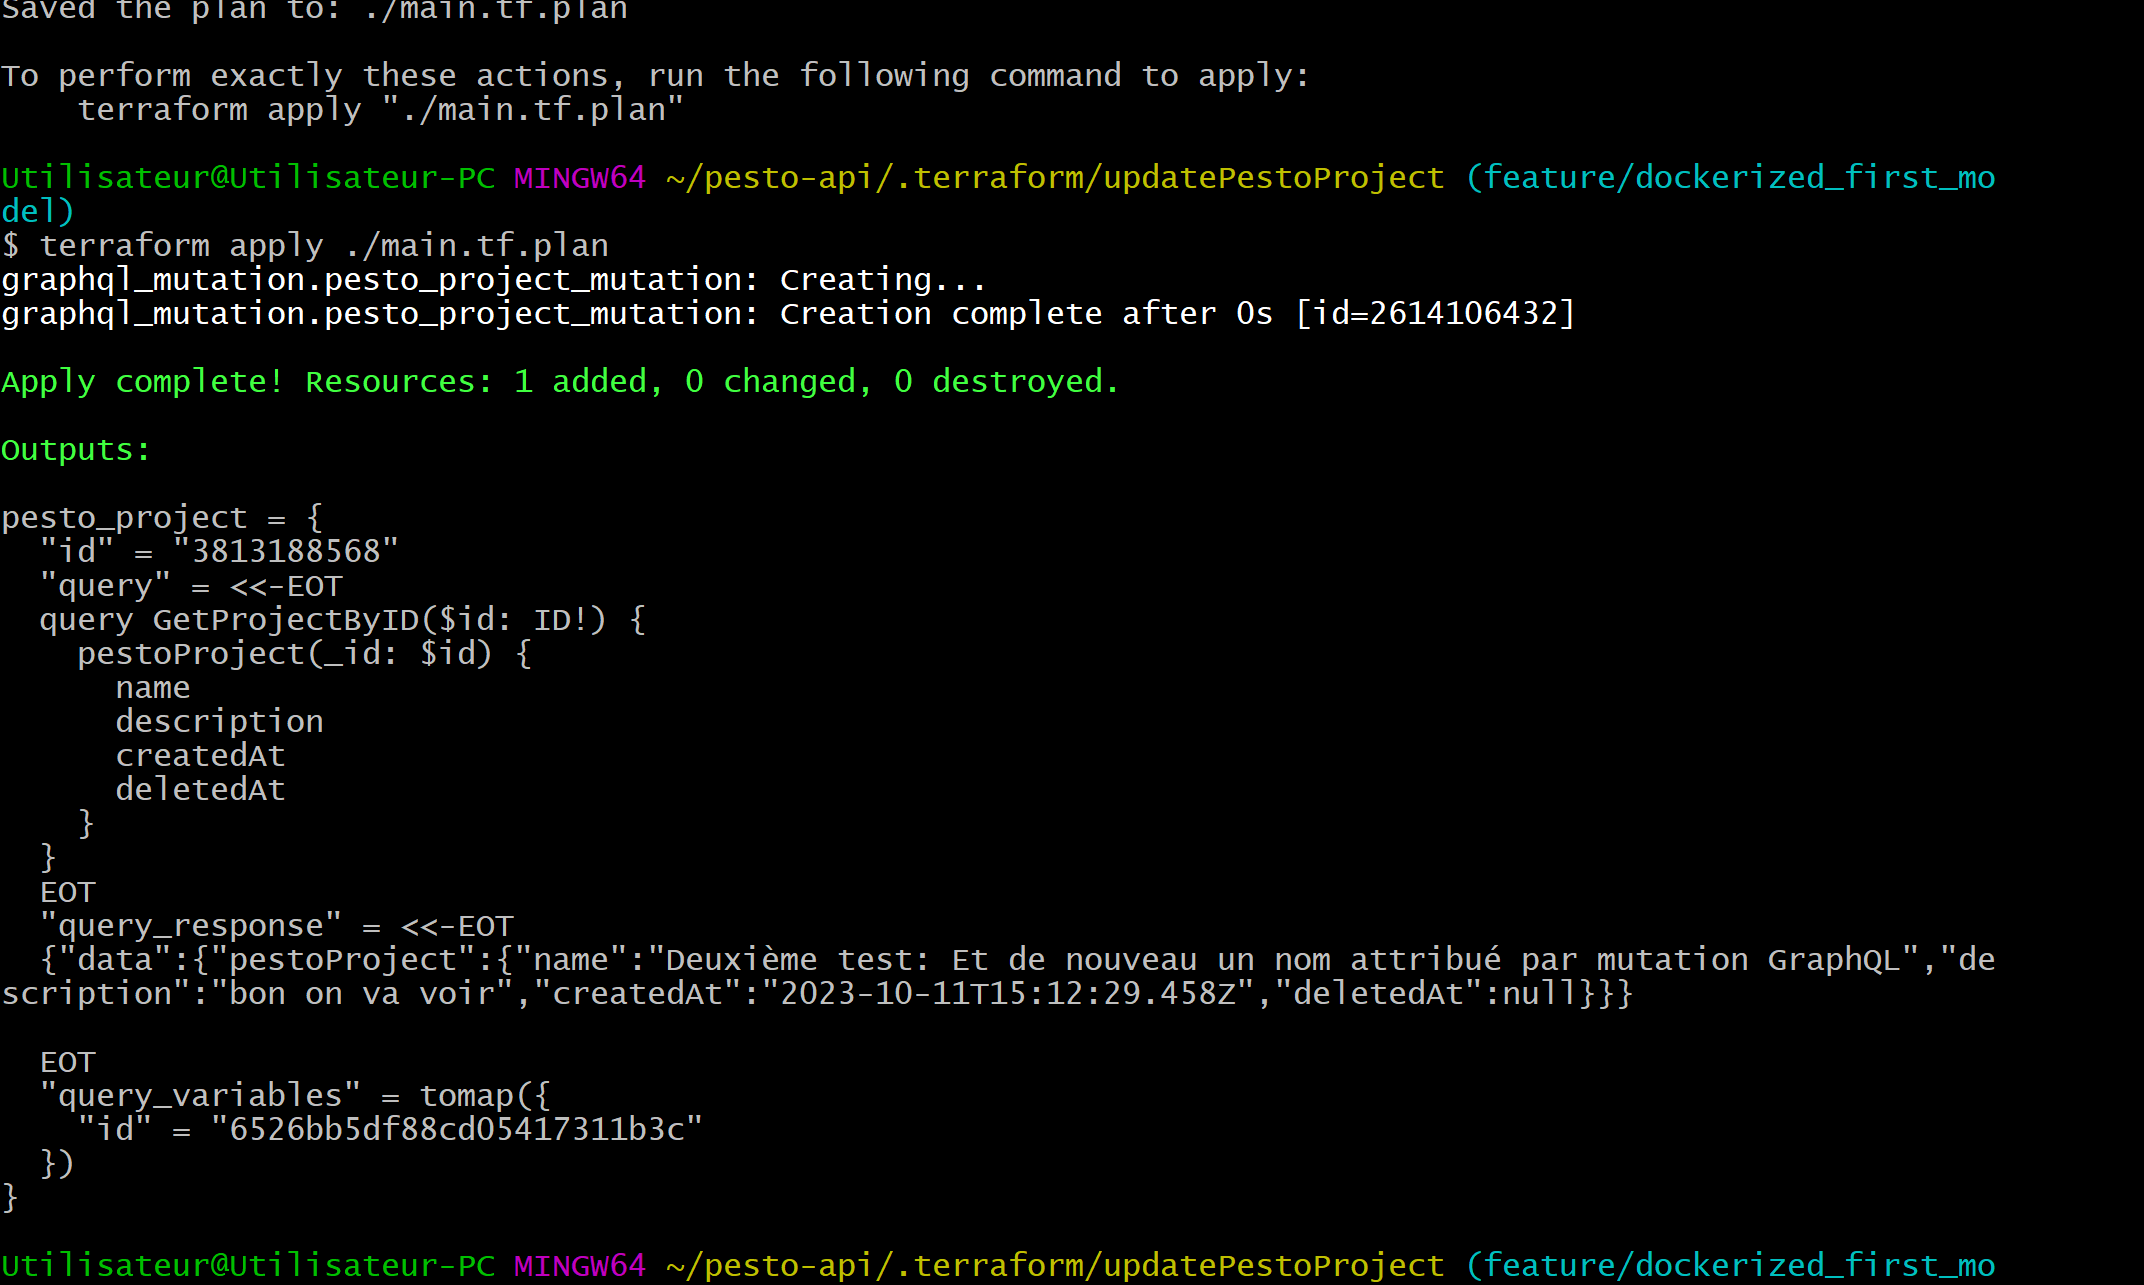 Saved the plan to: ./main.tf.plan
To perform exactly these actions, run the following command to apply:
    terraform apply "./main.tf.plan"
Utilisateur@Utilisateur-PC MINGW64 ~/pesto-api/.terraform/updatePestoProject (feature/dockerized_first_mo
del)
$ terraform apply ./main.tf.plan
graphql_mutation.pesto_project_mutation: Creating...
graphql_mutation.pesto_project_mutation: Creation complete after 0s [id=2614106432]
Apply complete! Resources: 1 added, 0 changed, 0 destroyed.
Outputs:
pesto_project = {
  "id" = "3813188568"
  "query" = <<-EOT
  query GetProjectByID($id: ID!) {
    pestoProject(_id: $id) {
      name
      description
      createdAt
      deletedAt
    }
  }
  EOT
  "query_response" = <<-EOT
  {"data":{"pestoProject":{"name":"Deuxième test: Et de nouveau un nom attribué par mutation GraphQL","de
scription":"bon on va voir","createdAt":"2023-10-11T15:12:29.458Z","deletedAt":null}}}
  EOT
  "query_variables" = tomap({
    "id" = "6526bb5df88cd05417311b3c"
  })
}
Utilisateur@Utilisateur-PC MINGW64 ~/pesto-api/.terraform/updatePestoProject (feature/dockerized_first_mo